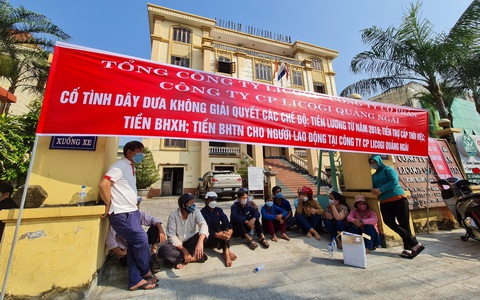 TỔNG CÔNG TY LICOGI
CÔNG TY CP LICOGI QUẢNG NGÃI
CỐ TÌNH DÂY DƯA KHÔNG GIẢI QUYẾT CÁC CHẾ ĐỘ: TIỀN LƯƠNG TỪ NĂM 2019; TIỀN TRỢ CẤP THÔI VIỆC;
TIỀN BHXH; TIỀN BHTN CHO NGƯỜI LAO ĐỘNG TẠI CÔNG TY CP LICOGI QUẢNG NGÃI
XUỐNG XE